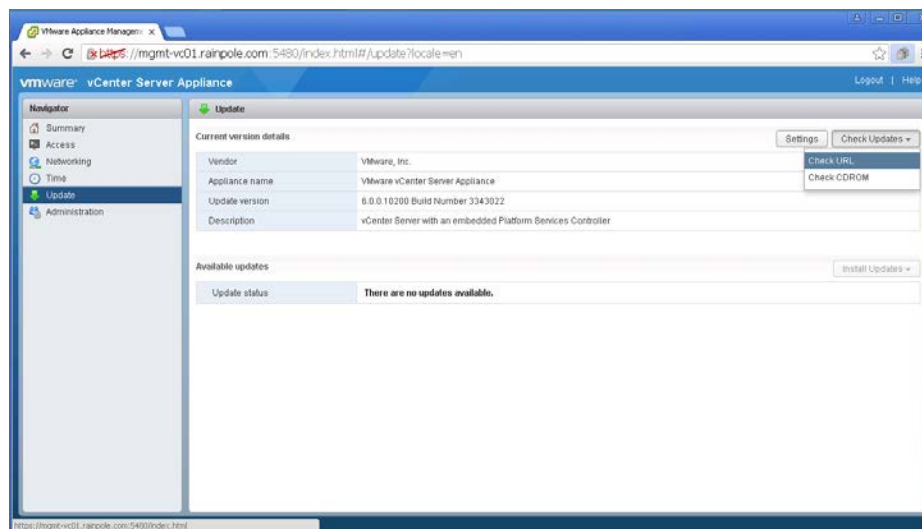 VMware Appliance Managem
https://mgmt-vc01.rainpole.com:5480/index.html#/update?locale=en
vmware vCenter Server Appliance
Logout | Help
Navigator
Summary
Access
Networking
Time
Update
Administration
Update
Current version details
Settings
Check Updates
Check URL
Check CDROM
Vendor VMware, Inc.
Appliance name VMware vCenter Server Appliance
Update version 6.0.0.10200 Build Number 3343022
Description vCenter Server with an embedded Platform Services Controller
Available updates
Install Updates
Update status There are no updates available.
https://mgmt-vc01.rainpole.com:5480/index.html